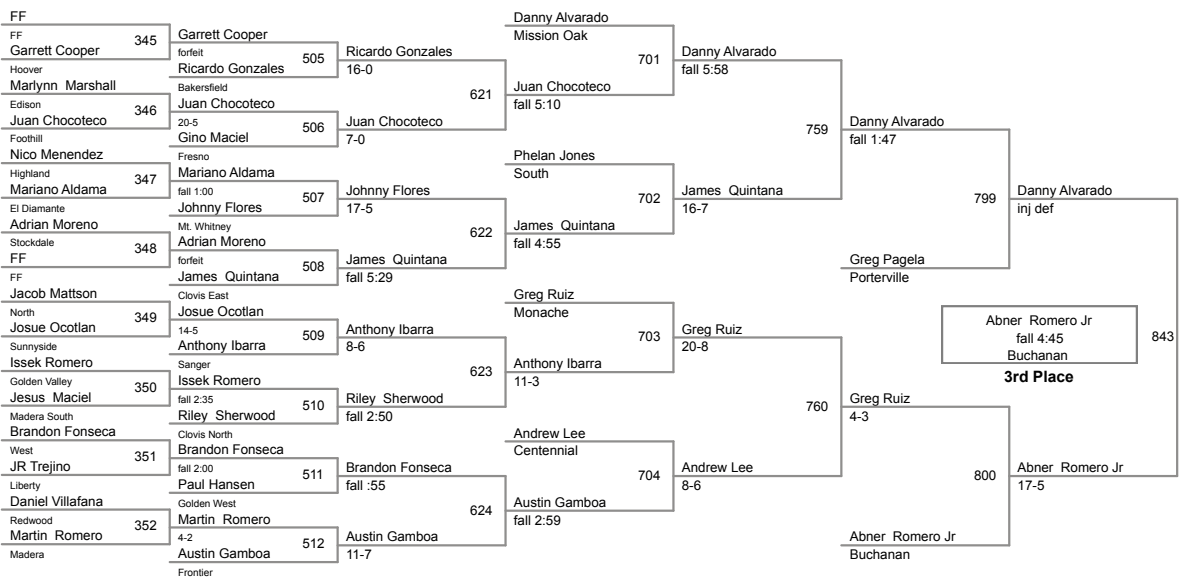 FF
FF
Garrett Cooper
Hoover
345
Marlynn Marshall
Edison
Juan Chocoteco
Foothill
346
Nico Menendez
Highland
Mariano Aldama
El Diamante
347
Adrian Moreno
Stockdale
FF
FF
348
Jacob Mattson
North
Josue Ocotlan
Sunnyside
349
Issek Romero
Golden Valley
Jesus Maciel
Madera South
350
Brandon Fonseca
West
JR Trejino
Liberty
351
Daniel Villafana
Redwood
Martin Romero
Madera
352
Garrett Cooper
forfeit
Ricardo Gonzales
Bakersfield
505
Juan Chocoteco
20-5
Gino Maciel
Fresno
506
Mariano Aldama
fall 1:00
Johnny Flores
Mt. Whitney
507
Adrian Moreno
forfeit
James Quintana
Clovis East
508
Josue Ocotlan
14-5
Anthony Ibarra
Sanger
509
Issek Romero
fall 2:35
Riley Sherwood
Clovis North
510
Brandon Fonseca
fall 2:00
Paul Hansen
Golden West
511
Martin Romero
4-2
Austin Gamboa
Frontier
512
Ricardo Gonzales
16-0
621
Juan Chocoteco
7-0
Johnny Flores
17-5
622
James Quintana
fall 5:29
Anthony Ibarra
8-6
623
Riley Sherwood
fall 2:50
Brandon Fonseca
fall :55
624
Austin Gamboa
11-7
Danny Alvarado
Mission Oak
701
Juan Chocoteco
fall 5:10
Phelan Jones
South
702
James Quintana
fall 4:55
Greg Ruiz
Monache
703
Anthony Ibarra
11-3
Andrew Lee
Centennial
704
Austin Gamboa
fall 2:59
Danny Alvarado
fall 5:58
759
James Quintana
16-7
Greg Ruiz
20-8
760
Andrew Lee
8-6
Danny Alvarado
fall 1:47
799
Greg Pagela
Porterville
Greg Ruiz
4-3
800
Abner Romero Jr
Buchanan
Danny Alvarado
inj def
843
Abner Romero Jr
17-5
Abner Romero Jr
fall 4:45
Buchanan
3rd Place